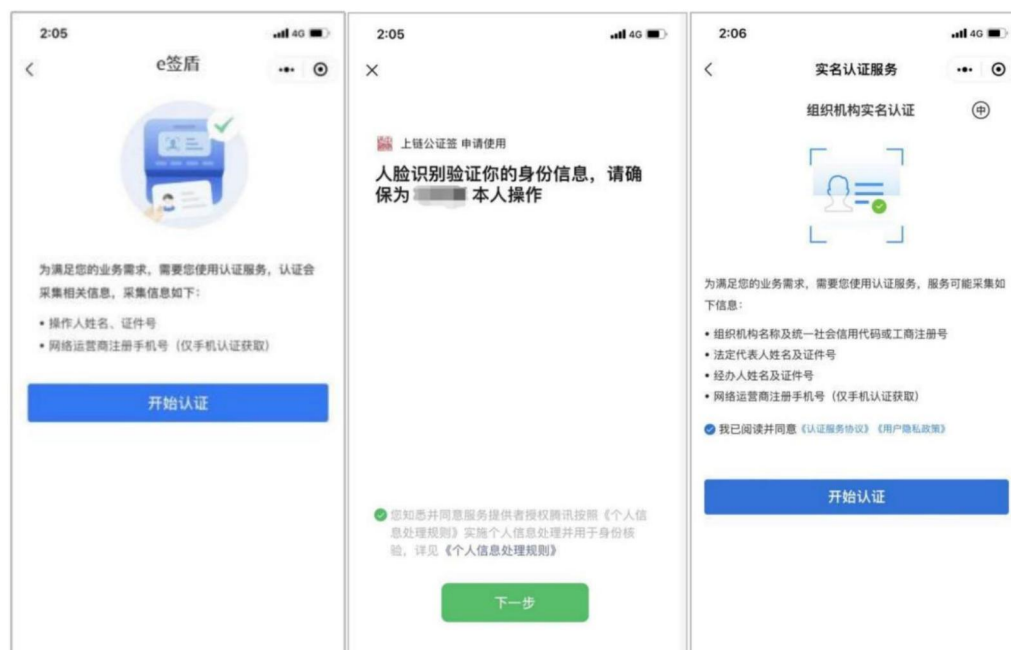 2:05
4G
e签盾
为满足您的业务需求，需要您使用认证服务，认证会
采集相关信息，采集信息如下：
• 操作人姓名、证件号
• 网络运营商注册手机号（仅手机认证获取）
开始认证
2:05
4G
上链公证签 申请使用
人脸识别验证你的身份信息，请确
保为 本人操作
您知悉并同意服务提供者授权腾讯按照《个人信
息处理规则》实施个人信息处理并用于身份核
验，详见《个人信息处理规则》
下一步
2:06
4G
实名认证服务
组织机构实名认证
中
为满足您的业务需求，需要您使用认证服务，服务可能采集如
下信息：
• 组织机构名称及统一社会信用代码或工商注册号
• 法定代表人姓名及证件号
• 经办人姓名及证件号
• 网络运营商注册手机号（仅手机认证获取）
我已阅读并同意《认证服务协议》《用户隐私政策》
开始认证